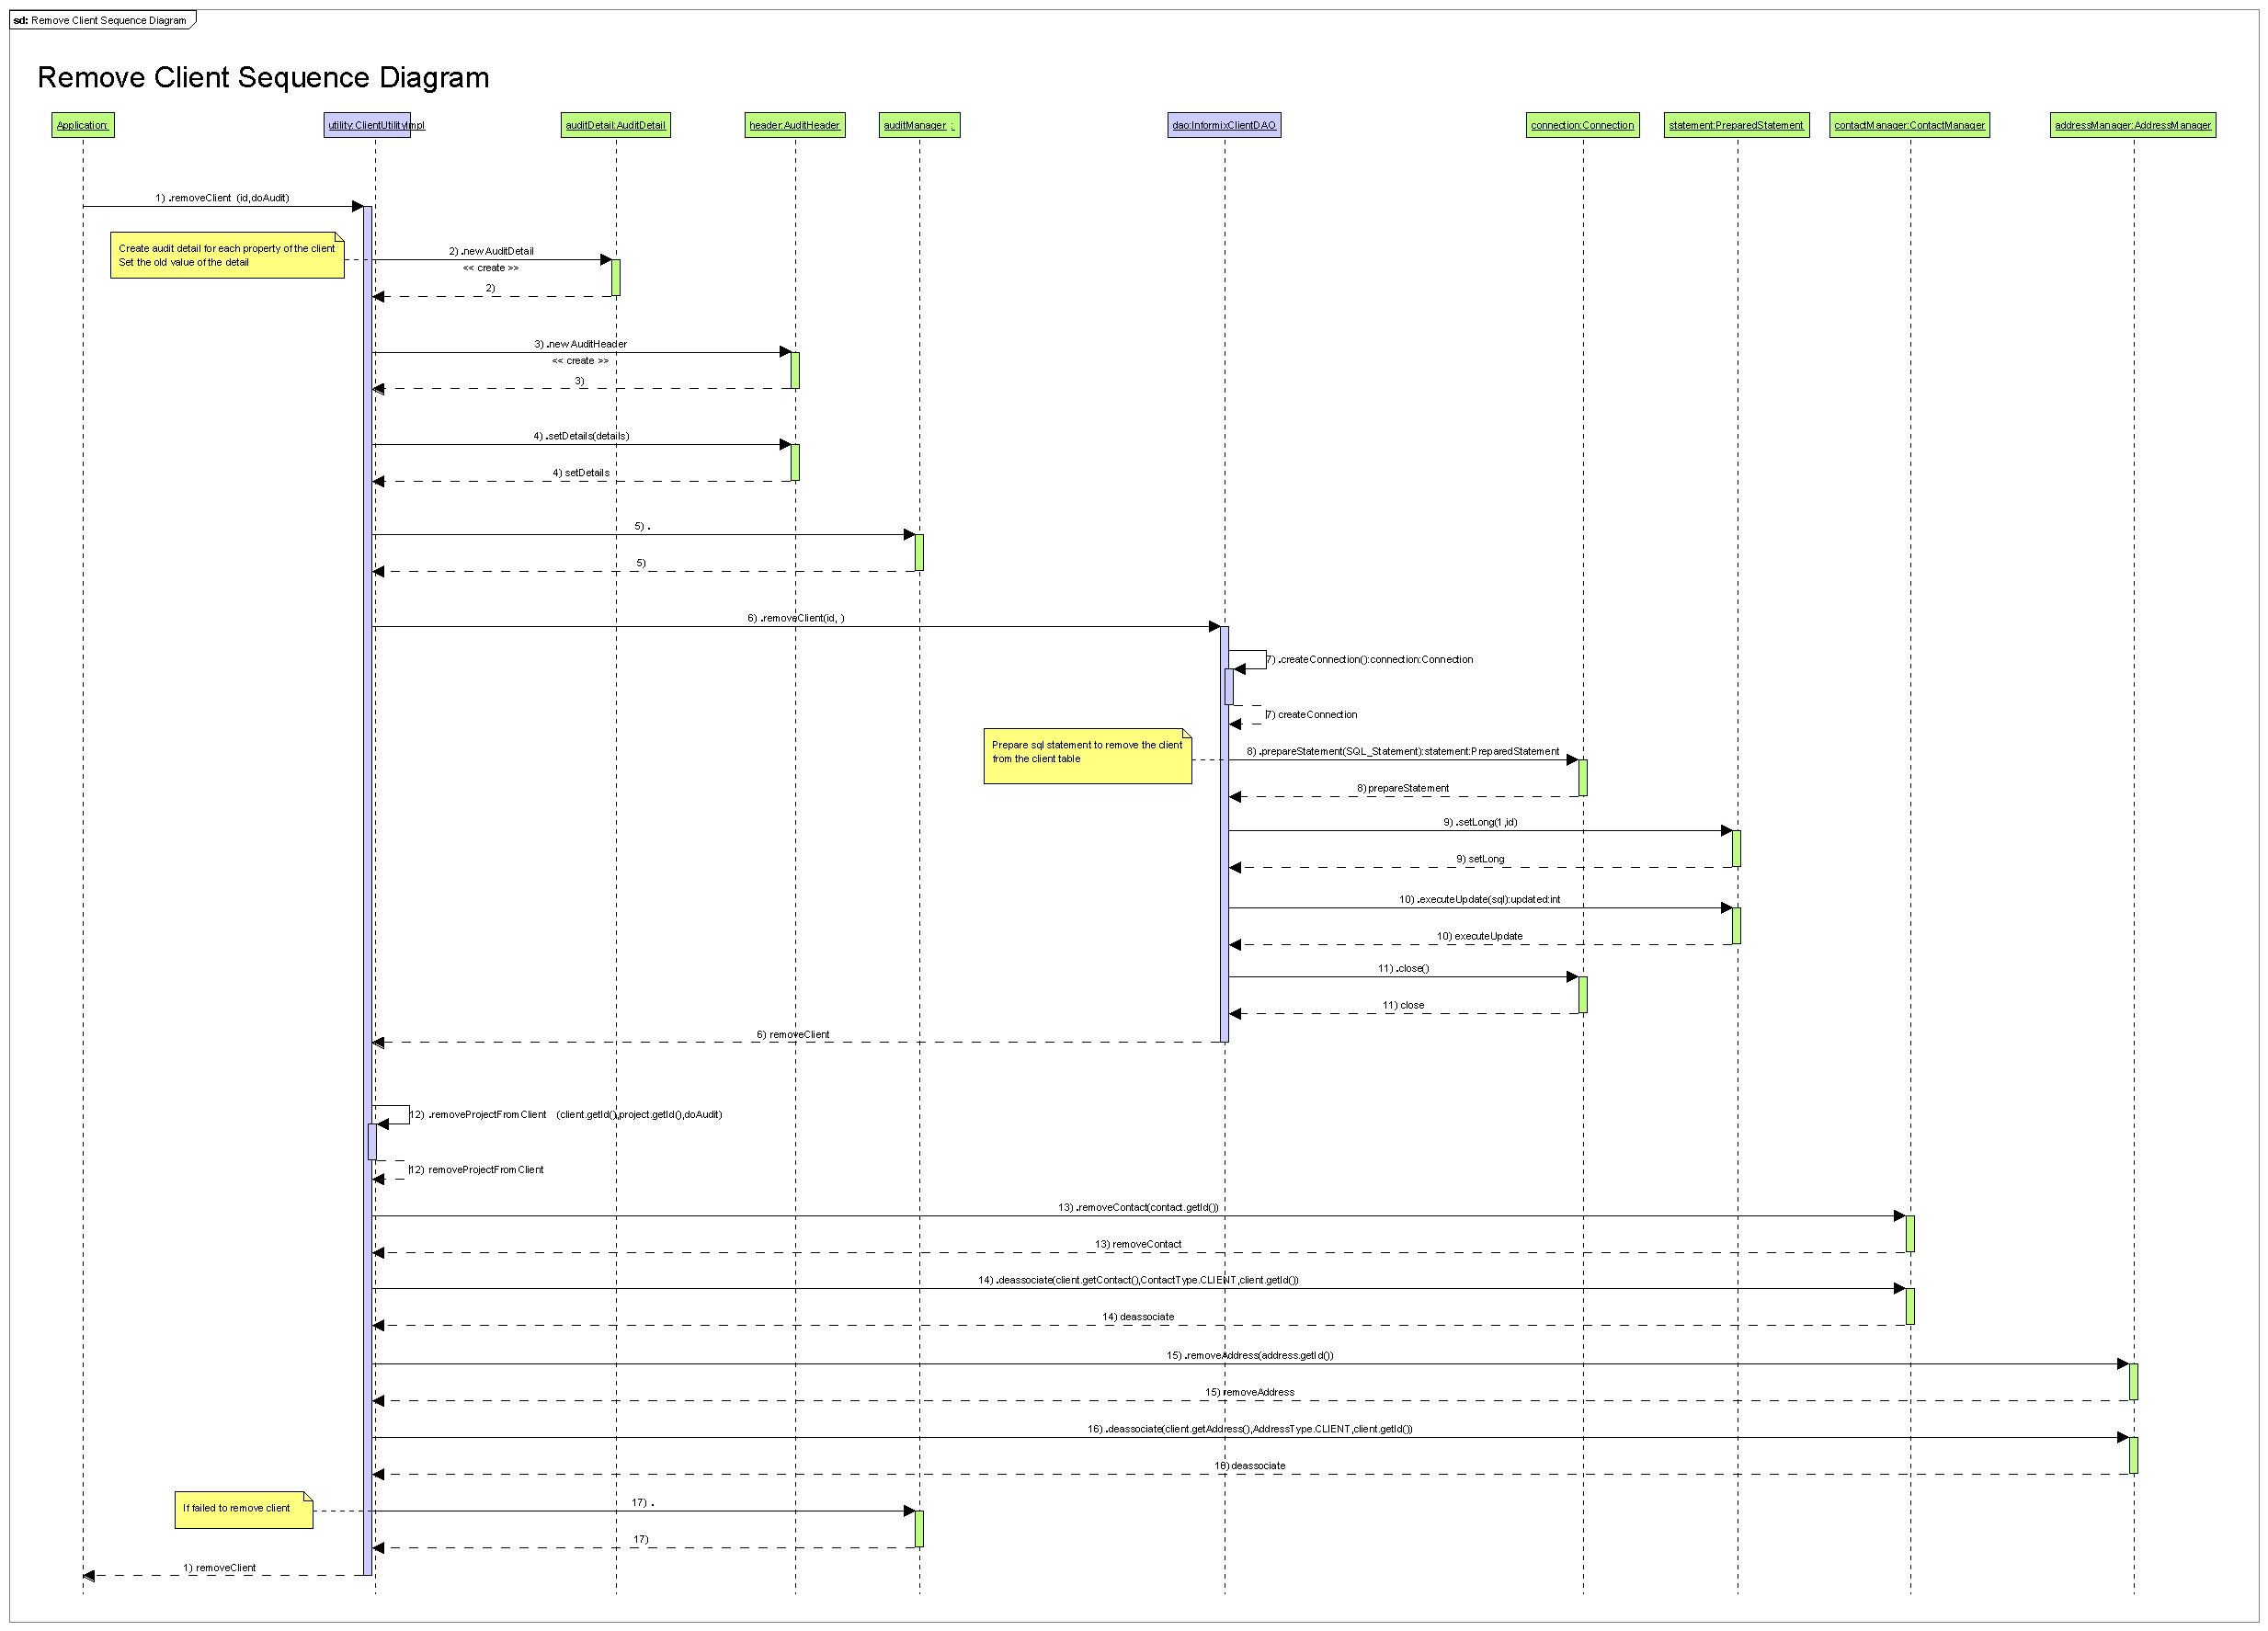 sd: Remove Client Sequence Diagram
Remove Client Sequence Diagram
Application:
utility:ClientUtilityImpl
auditDetail:AuditDetail
header:AuditHeader
auditManager :
dao:InformixClientDAO
connection:Connection
statement:PreparedStatement
contactManager:ContactManager
addressManager:AddressManager
1) .removeClient (id,doAudit)
Create audit detail for each property of the client
Set the old value of the detail
2) .new AuditDetail
<< create >>
2)
3) .new AuditHeader
<< create >>
3)
4) .setDetails(details)
4) setDetails
5) .
5)
6) .removeClient(id, )
7) .createConnection():connection:Connection
7) createConnection
Prepare sql statement to remove the client
from the client table
8) .prepareStatement(SQL_Statement):statement:PreparedStatement
8) prepareStatement
9) .setLong(1,id)
9) setLong
10) .executeUpdate(sql):updated:int
10) executeUpdate
11) .close()
11) close
6) removeClient
12) .removeProjectFromClient (client.getId(),project.getId(),doAudit)
12) removeProjectFromClient
13) .removeContact(contact.getId())
13) removeContact
14) .deassociate(client.getContact(),ContactType.CLIENT,client.getId())
14) deassociate
15) .removeAddress(address.getId())
15) removeAddress
16) .deassociate(client.getAddress(),AddressType.CLIENT,client.getId())
16) deassociate
If failed to remove client
17) .
17)
1) removeClient